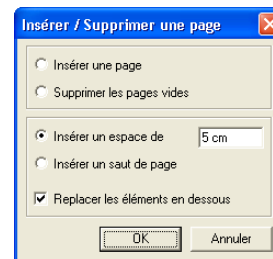 Insérer / Supprimer une page
Insérer une page
Supprimer les pages vides
Insérer un espace de 5 cm
Insérer un saut de page
Replacer les éléments en dessous
OK Annuler